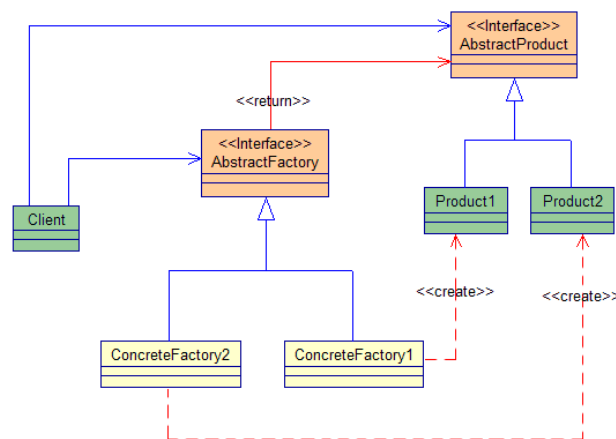 <<Interface>>
AbstractProduct
<<return>>
<<Interface>>
AbstractFactory
Client
Product1
Product2
<<create>>
<<create>>
ConcreteFactory2
ConcreteFactory1